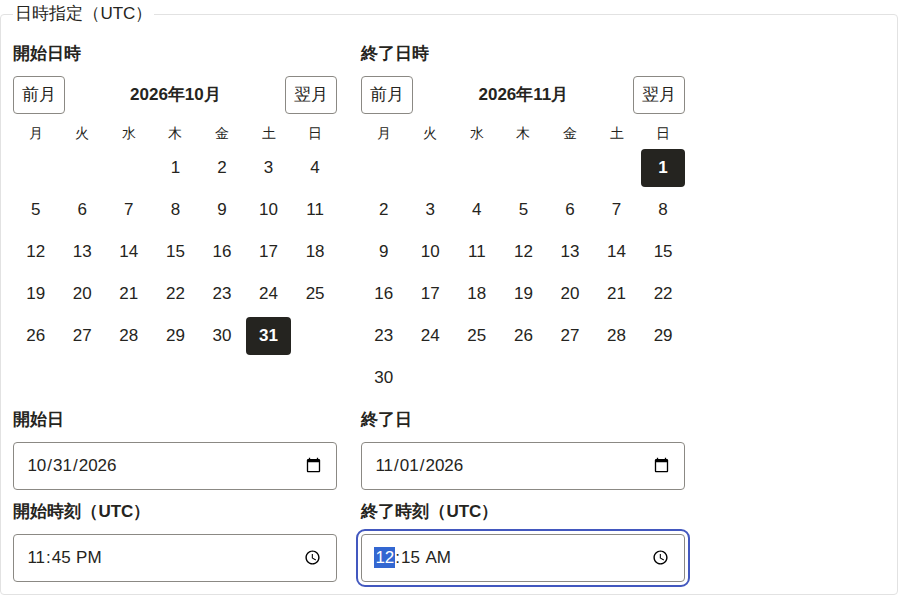 日時指定（UTC）
開始日時
前月 2026年10月 翌月
月 火 水 木 金 土 日
1 2 3 4
5 6 7 8 9 10 11
12 13 14 15 16 17 18
19 20 21 22 23 24 25
26 27 28 29 30 31
終了日時
前月 2026年11月 翌月
月 火 水 木 金 土 日
1
2 3 4 5 6 7 8
9 10 11 12 13 14 15
16 17 18 19 20 21 22
23 24 25 26 27 28 29
30
開始日
10/31/2026
開始時刻（UTC）
11:45 PM
終了日
11/01/2026
終了時刻（UTC）
12:15 AM